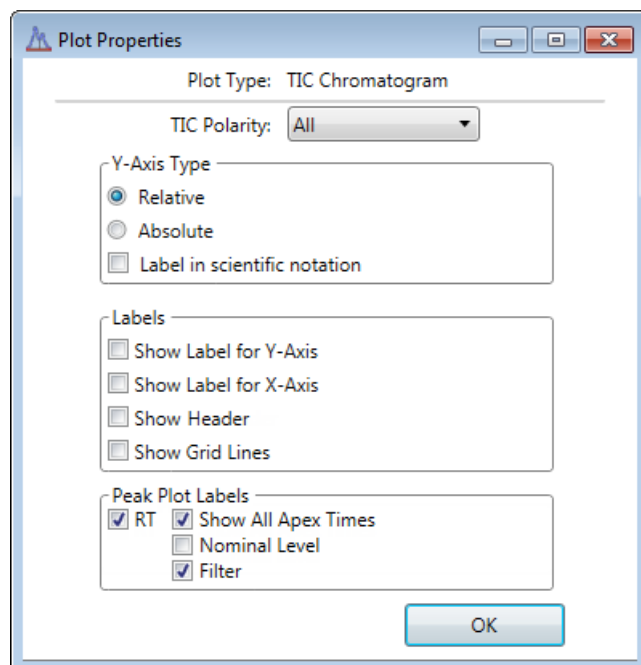 Plot Properties
Plot Type: TIC Chromatogram
TIC Polarity: All
Y-Axis Type
Relative
Absolute
Label in scientific notation
Labels
Show Label for Y-Axis
Show Label for X-Axis
Show Header
Show Grid Lines
Peak Plot Labels
RT Show All Apex Times
Nominal Level
Filter
OK